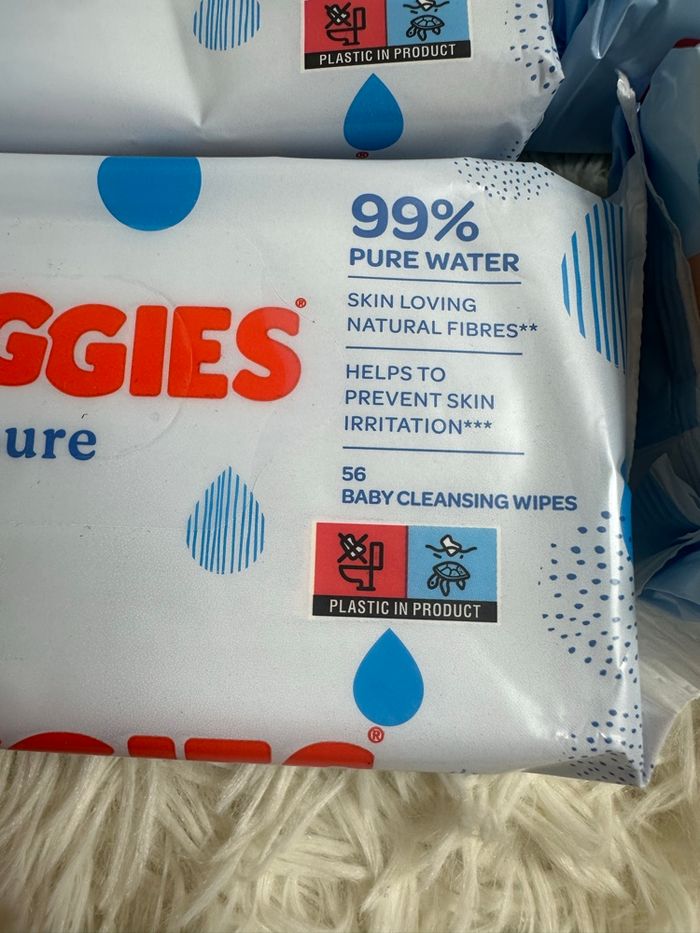 PLASTIC IN PRODUCT
99%
PURE WATER
GGIES®
SKIN LOVING
NATURAL FIBRES**
HELPS TO
PREVENT SKIN
IRRITATION***
ure
56
BABY CLEANSING WIPES
PLASTIC IN PRODUCT
®